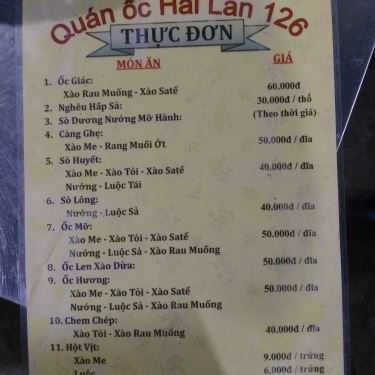 Quán ốc Hải Lan 126
THỰC ĐƠN
MÓN ĂN GIÁ
1. Ốc Giác: 60.000đ
Xào Rau Muống - Xào Satế
2. Nghêu Hấp Sả: 30.000đ / thố
3. Sò Dương Nướng Mỡ Hành: (Theo thời giá)
4. Càng Ghẹ:
Xào Me - Rang Muối Ớt 50.000đ / đĩa
5. Sò Huyết:
Xào Me - Xào Tỏi - Xào Satế 40.000đ / đĩa
Nướng - Luộc Tái
6. Sò Lông:
Nướng - Luộc Sả 40.000đ / đĩa
7. Ốc Mỡ:
Xào Me - Xào Tỏi - Xào Satế 50.000đ / đĩa
Nướng - Luộc Sả - Xào Rau Muống
8. Ốc Len Xào Dừa: 50.000đ / đĩa
9. Ốc Hương:
Xào Me - Xào Tỏi - Xào Satế 50.000đ / đĩa
Nướng - Luộc Sả - Xào Rau Muống
10. Chem Chép:
Xào Tỏi - Xào Rau Muống 40.000đ / đĩa
11. Hột Vịt:
Xào Me 9.000đ / trứng
Luộc 6.000đ / trứng